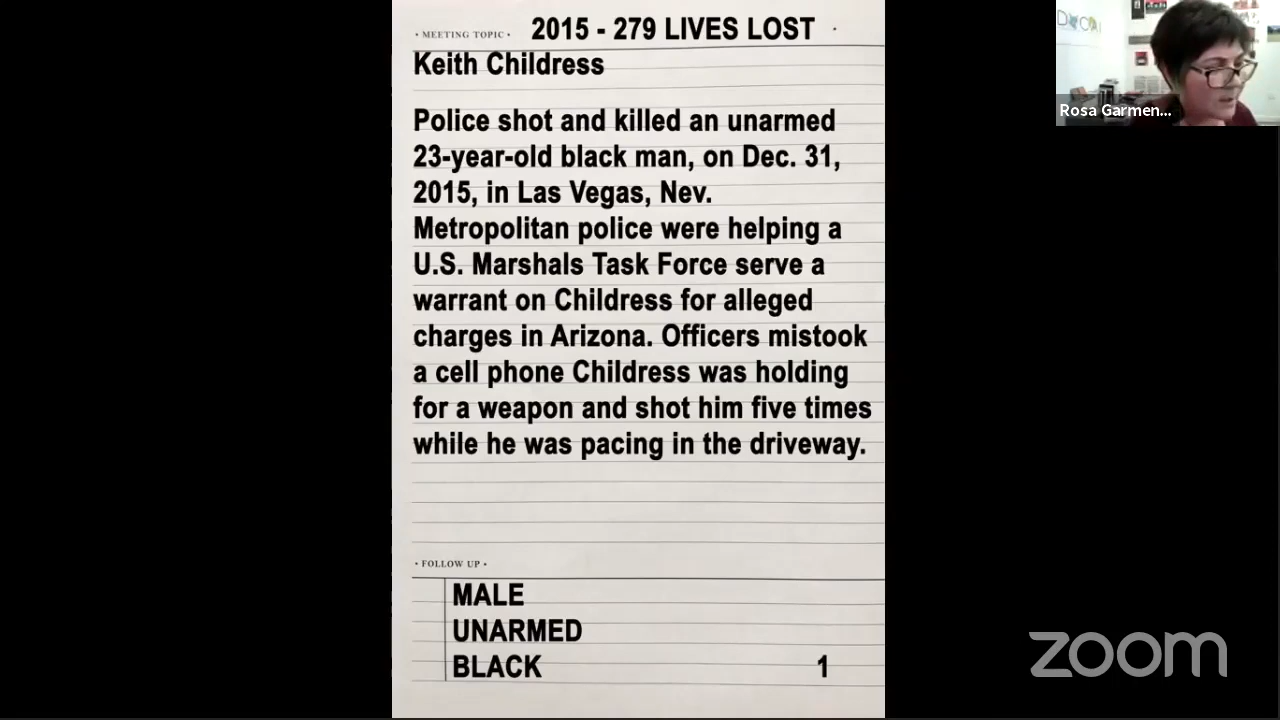 • MEETING TOPIC • 2015 - 279 LIVES LOST
Keith Childress
Police shot and killed an unarmed
23-year-old black man, on Dec. 31,
2015, in Las Vegas, Nev.
Metropolitan police were helping a
U.S. Marshals Task Force serve a
warrant on Childress for alleged
charges in Arizona. Officers mistook
a cell phone Childress was holding
for a weapon and shot him five times
while he was pacing in the driveway.
• FOLLOW UP •
MALE
UNARMED
BLACK 1
Rosa Garmen...
zoom